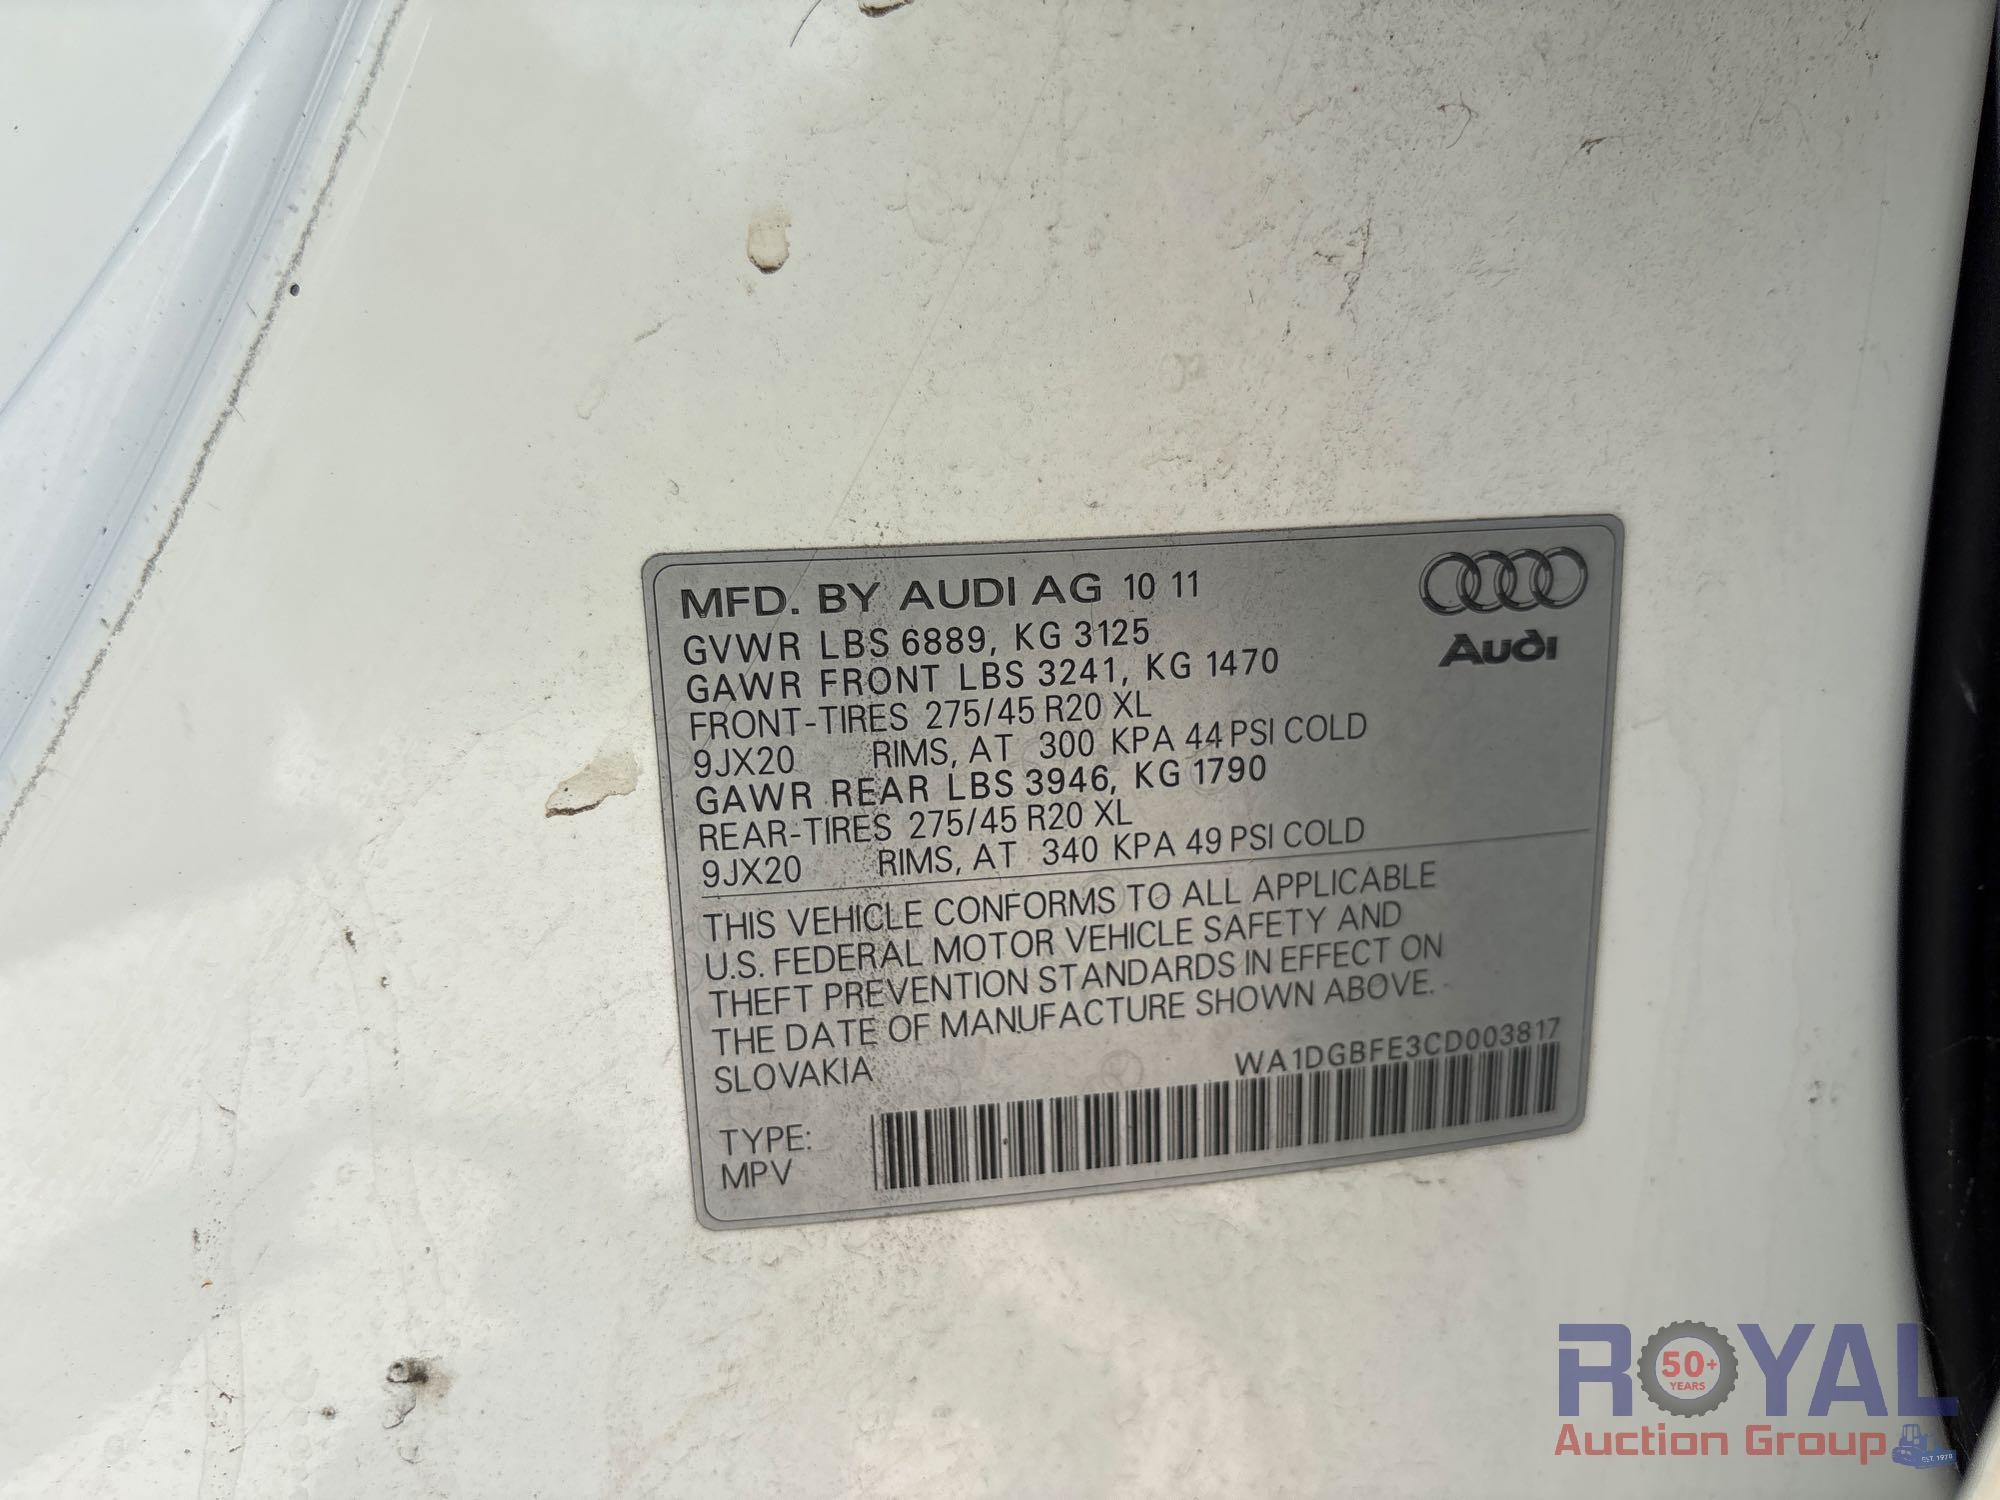 MFD. BY AUDI AG 10 11
GVWR LBS 6889, KG 3125
GAWR FRONT LBS 3241, KG 1470
FRONT-TIRES 275/45 R20 XL
9JX20 RIMS, AT 300 KPA 44 PSI COLD
GAWR REAR LBS 3946, KG 1790
REAR-TIRES 275/45 R20 XL
9JX20 RIMS, AT 340 KPA 49 PSI COLD
Audi
THIS VEHICLE CONFORMS TO ALL APPLICABLE
U.S. FEDERAL MOTOR VEHICLE SAFETY AND
THEFT PREVENTION STANDARDS IN EFFECT ON
THE DATE OF MANUFACTURE SHOWN ABOVE.
SLOVAKIA
WA1DGBFE3CD003817
TYPE:
MPV
ROYAL
50+
YEARS
Auction Group
EST. 1970